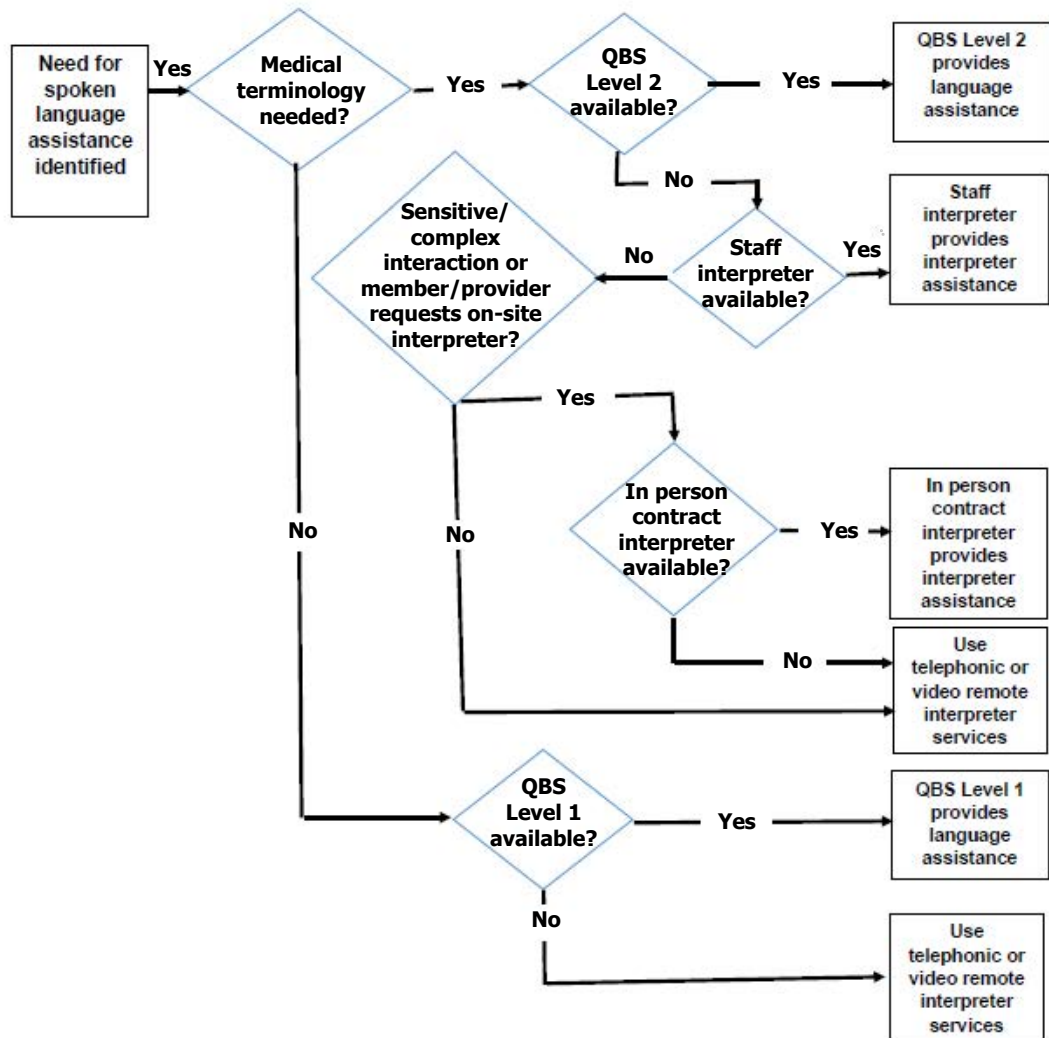 Need for
spoken
language
assistance
identified
Yes
Medical
terminology
needed?
Yes
QBS
Level 2
available?
Yes
QBS Level 2
provides
language
assistance
No
Sensitive/
complex
interaction or
member/provider
requests on-site
interpreter?
No
Staff
interpreter
available?
Yes
Staff
interpreter
provides
interpreter
assistance
Yes
No
No
In person
contract
interpreter
available?
Yes
In person
contract
interpreter
provides
interpreter
assistance
No
Use
telephonic or
video remote
interpreter
services
QBS
Level 1
available?
Yes
QBS Level 1
provides
language
assistance
No
Use
telephonic or
video remote
interpreter
services